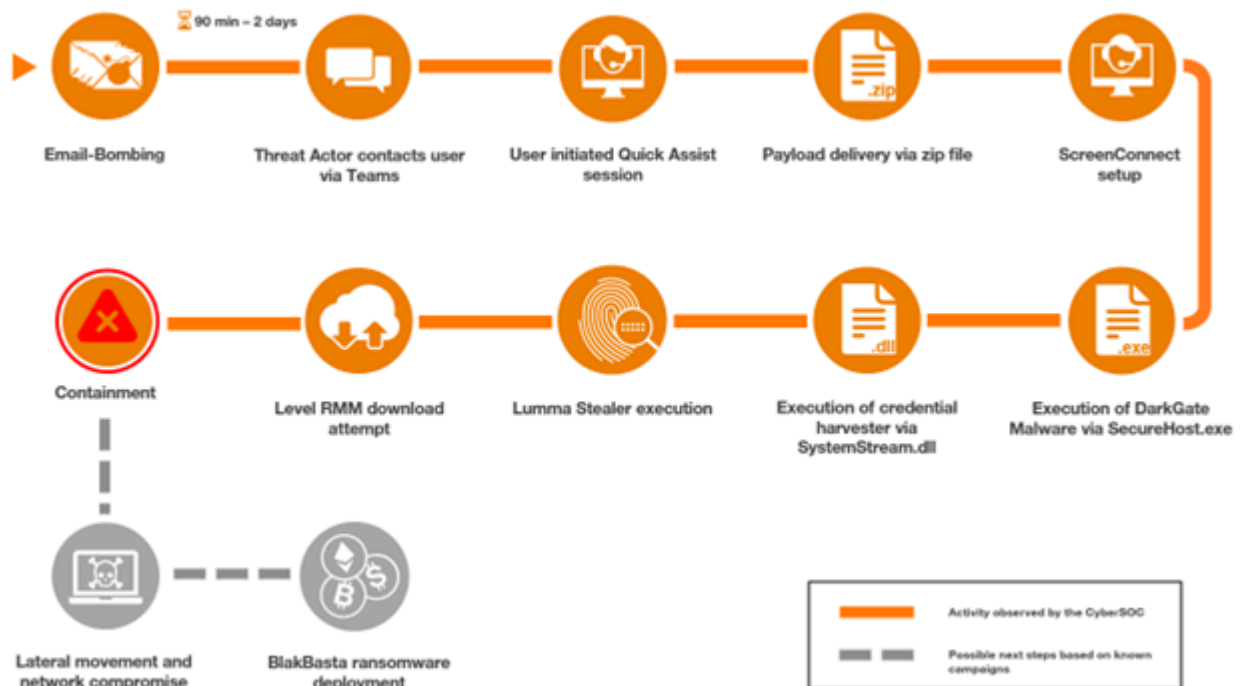 90 min – 2 days
Email-Bombing
Threat Actor contacts user
via Teams
User initiated Quick Assist
session
.zip
Payload delivery via zip file
ScreenConnect
setup
Containment
Level RMM download
attempt
Lumma Stealer execution
.dll
Execution of credential
harvester via
SystemStream.dll
.exe
Execution of DarkGate
Malware via SecureHost.exe
Lateral movement and
network compromise
BlakBasta ransomware
deployment
Activity observed by the CyberSOC
Possible next steps based on known
campaigns